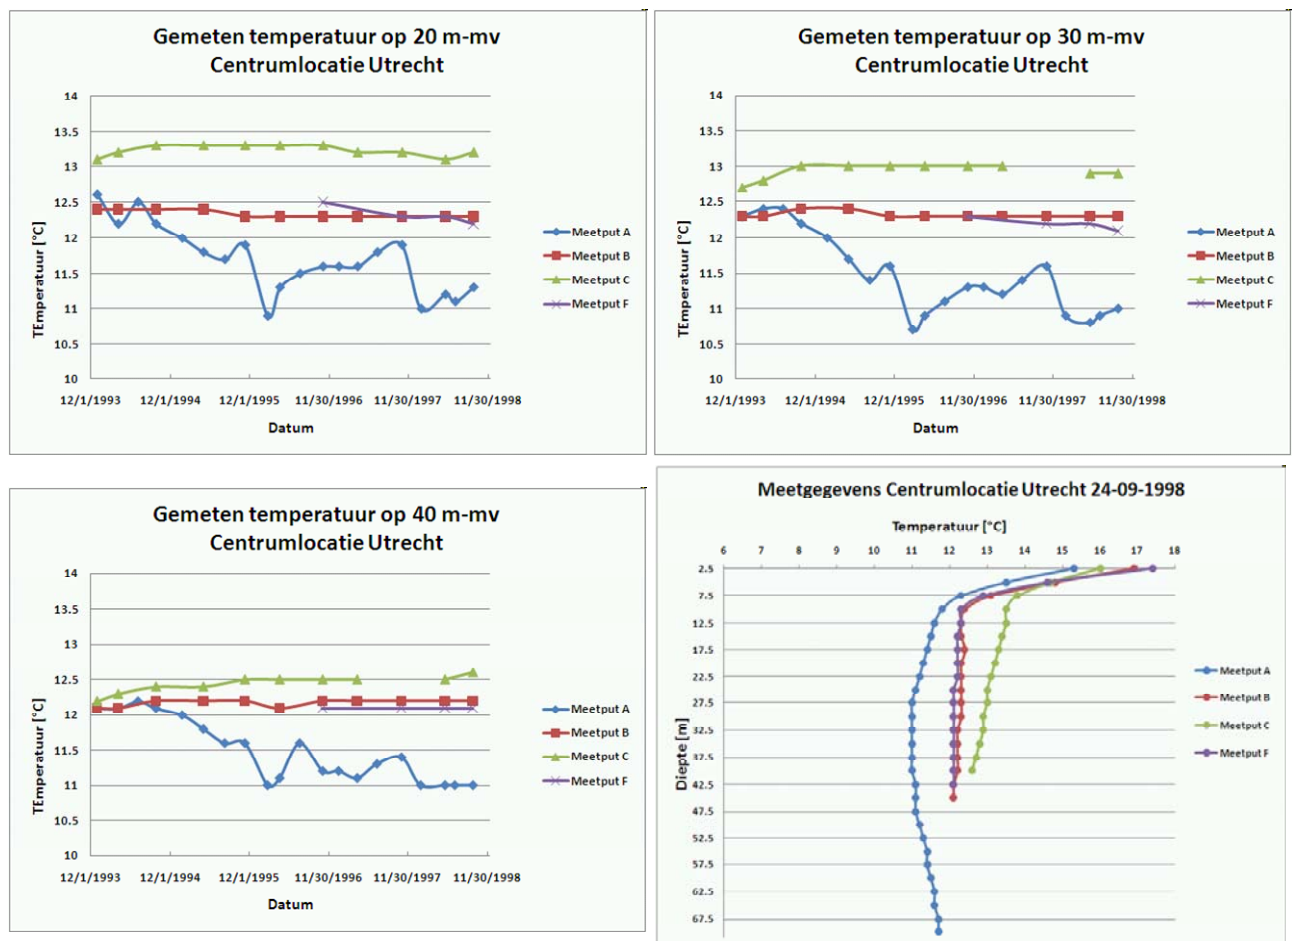 Gemeten temperatuur op 20 m-mv
Centrumlocatie Utrecht
14
13.5
13
12.5
12
11.5
11
10.5
10
TEmperatuur [°C]
12/1/1993 12/1/1994 12/1/1995 11/30/1996 11/30/1997 11/30/1998
Datum
Meetput A
Meetput B
Meetput C
Meetput F
Gemeten temperatuur op 30 m-mv
Centrumlocatie Utrecht
14
13.5
13
12.5
12
11.5
11
10.5
10
TEmperatuur [°C]
12/1/1993 12/1/1994 12/1/1995 11/30/1996 11/30/1997 11/30/1998
Datum
Meetput A
Meetput B
Meetput C
Meetput F
Gemeten temperatuur op 40 m-mv
Centrumlocatie Utrecht
14
13.5
13
12.5
12
11.5
11
10.5
10
TEmperatuur [°C]
12/1/1993 12/1/1994 12/1/1995 11/30/1996 11/30/1997 11/30/1998
Datum
Meetput A
Meetput B
Meetput C
Meetput F
Meetgegevens Centrumlocatie Utrecht 24-09-1998
Temperatuur [°C]
6 7 8 9 10 11 12 13 14 15 16 17 18
2.5
7.5
12.5
17.5
22.5
27.5
32.5
37.5
42.5
47.5
52.5
57.5
62.5
67.5
Diepte [m]
Meetput A
Meetput B
Meetput C
Meetput F